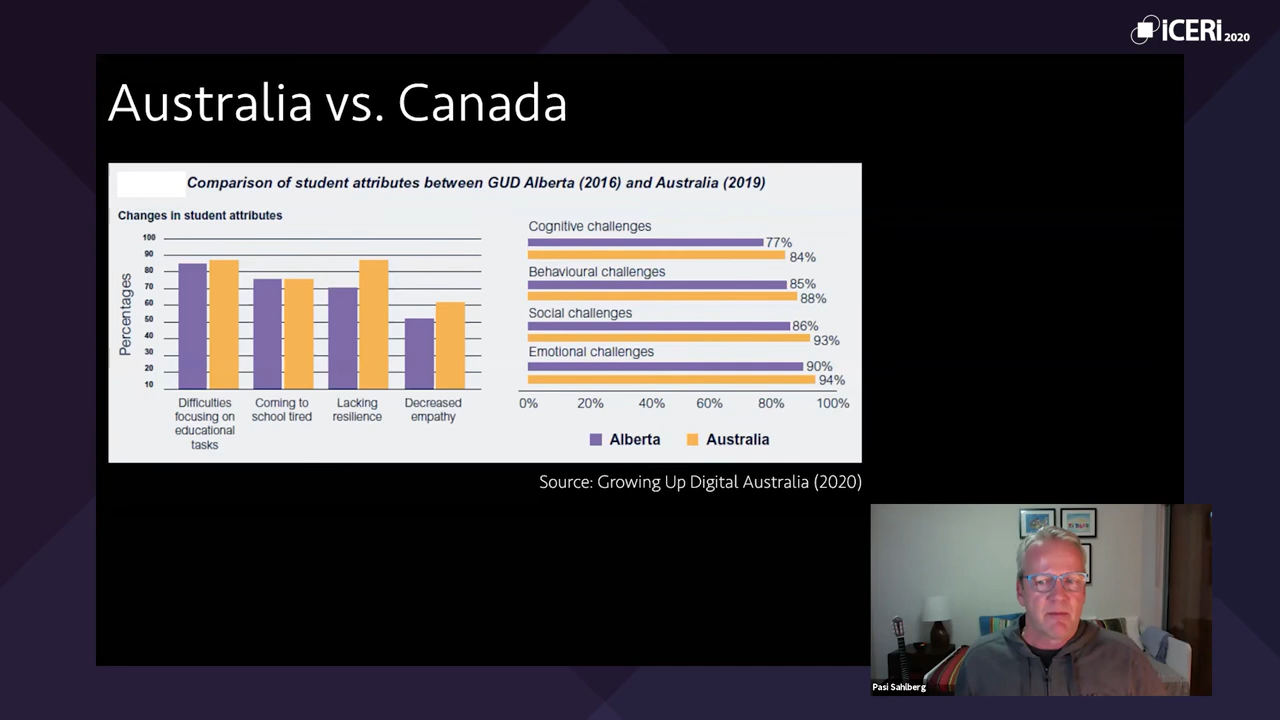 iCERi 2020
Australia vs. Canada
Comparison of student attributes between GUD Alberta (2016) and Australia (2019)
Changes in student attributes
Percentages
100
90
80
70
60
50
40
30
20
10
Difficulties
focusing on
educational
tasks
Coming to
school tired
Lacking
resilience
Decreased
empathy
Cognitive challenges
77%
84%
Behavioural challenges
85%
88%
Social challenges
86%
93%
Emotional challenges
90%
94%
0% 20% 40% 60% 80% 100%
Alberta Australia
Source: Growing Up Digital Australia (2020)
Pasi Sahlberg